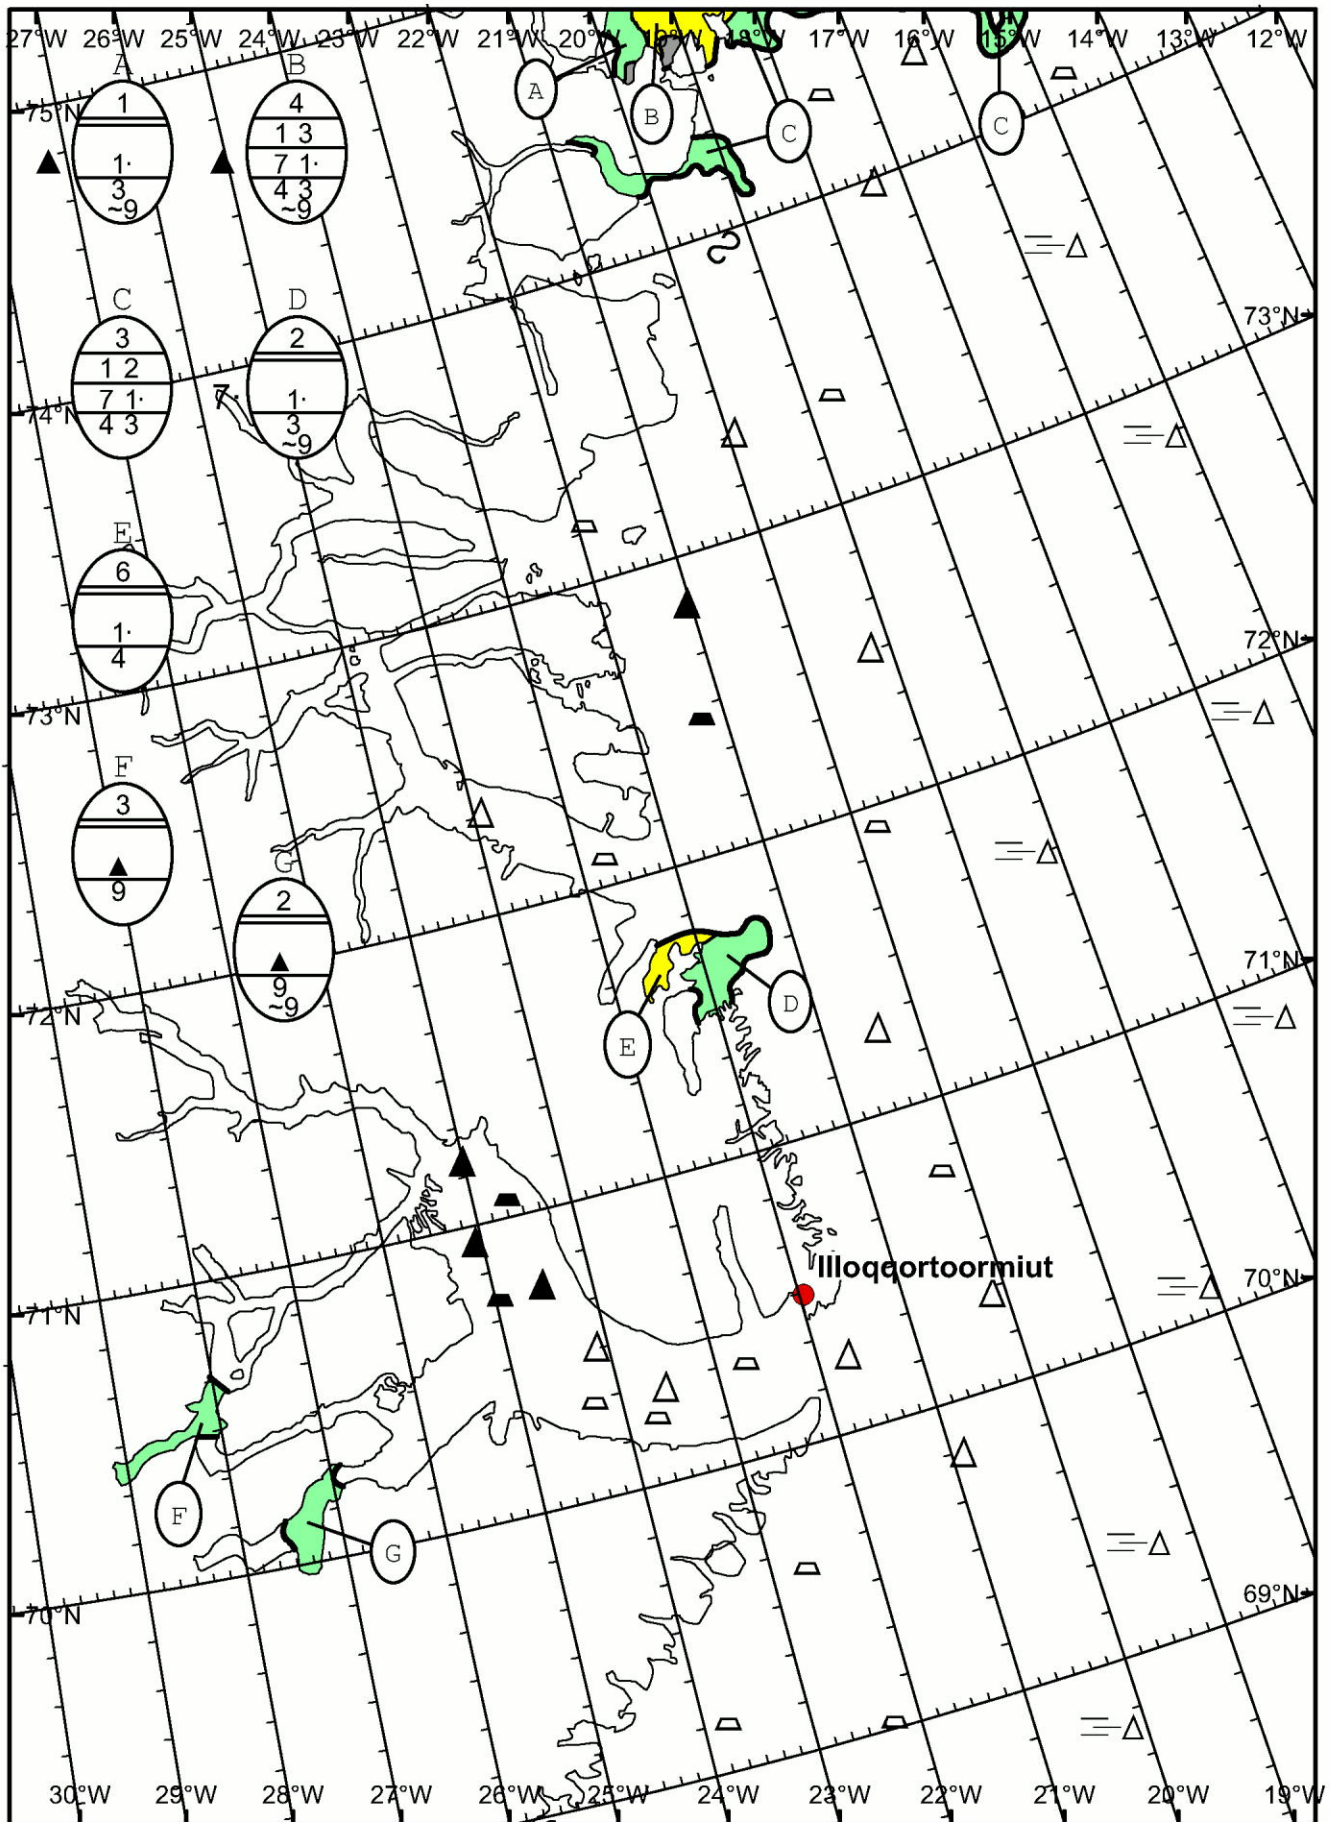 27°W 26°W 25°W 24°W 23°W 22°W 21°W 20°W 19°W 18°W 17°W 16°W 15°W 14°W 13°W 12°W
A B
1 4
1 3
1· 7 1·
3 4 3
~9 ~9
75°N
A B C C
C D
3 2
1 2
7 1· 7· 1·
4 3 3
~9
74°N
73°N
E
6
1·
4
72°N
73°N
F
3
9
G
2
9
~9
71°N
72°N
E D
Illoqqortoormiut
70°N
71°N
F
G
69°N
70°N
30°W 29°W 28°W 27°W 26°W 25°W 24°W 23°W 22°W 21°W 20°W 19°W